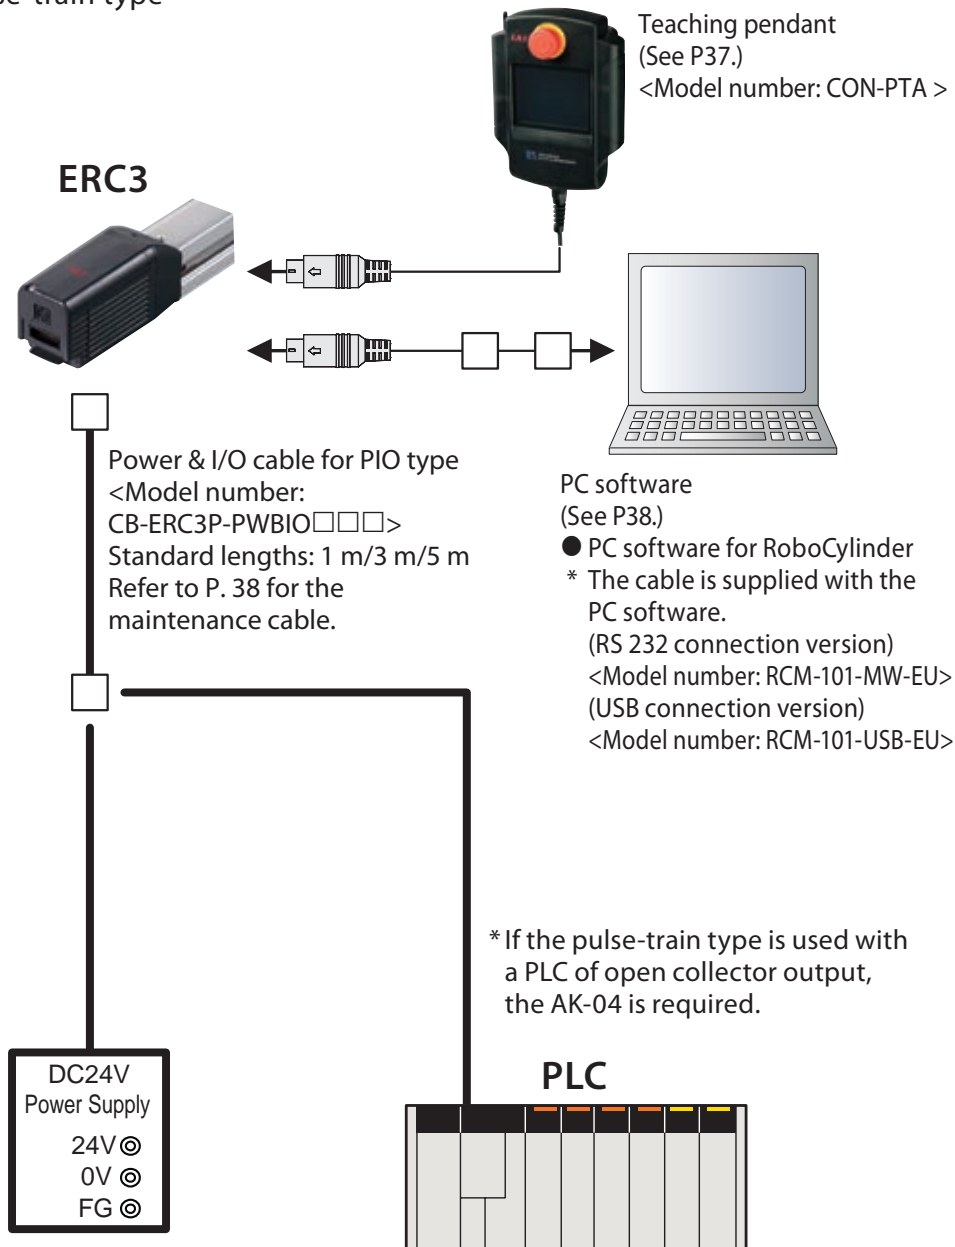 Teaching pendant
(See P37.)
<Model number: CON-PTA >
ERC3
Power & I/O cable for PIO type
<Model number:
CB-ERC3P-PWBIO□□□>
Standard lengths: 1 m/3 m/5 m
Refer to P. 38 for the
maintenance cable.
PC software
(See P38.)
● PC software for RoboCylinder
* The cable is supplied with the
PC software.
(RS 232 connection version)
<Model number: RCM-101-MW-EU>
(USB connection version)
<Model number: RCM-101-USB-EU>
* If the pulse-train type is used with
a PLC of open collector output,
the AK-04 is required.
DC24V
Power Supply
24V
0V
FG
PLC